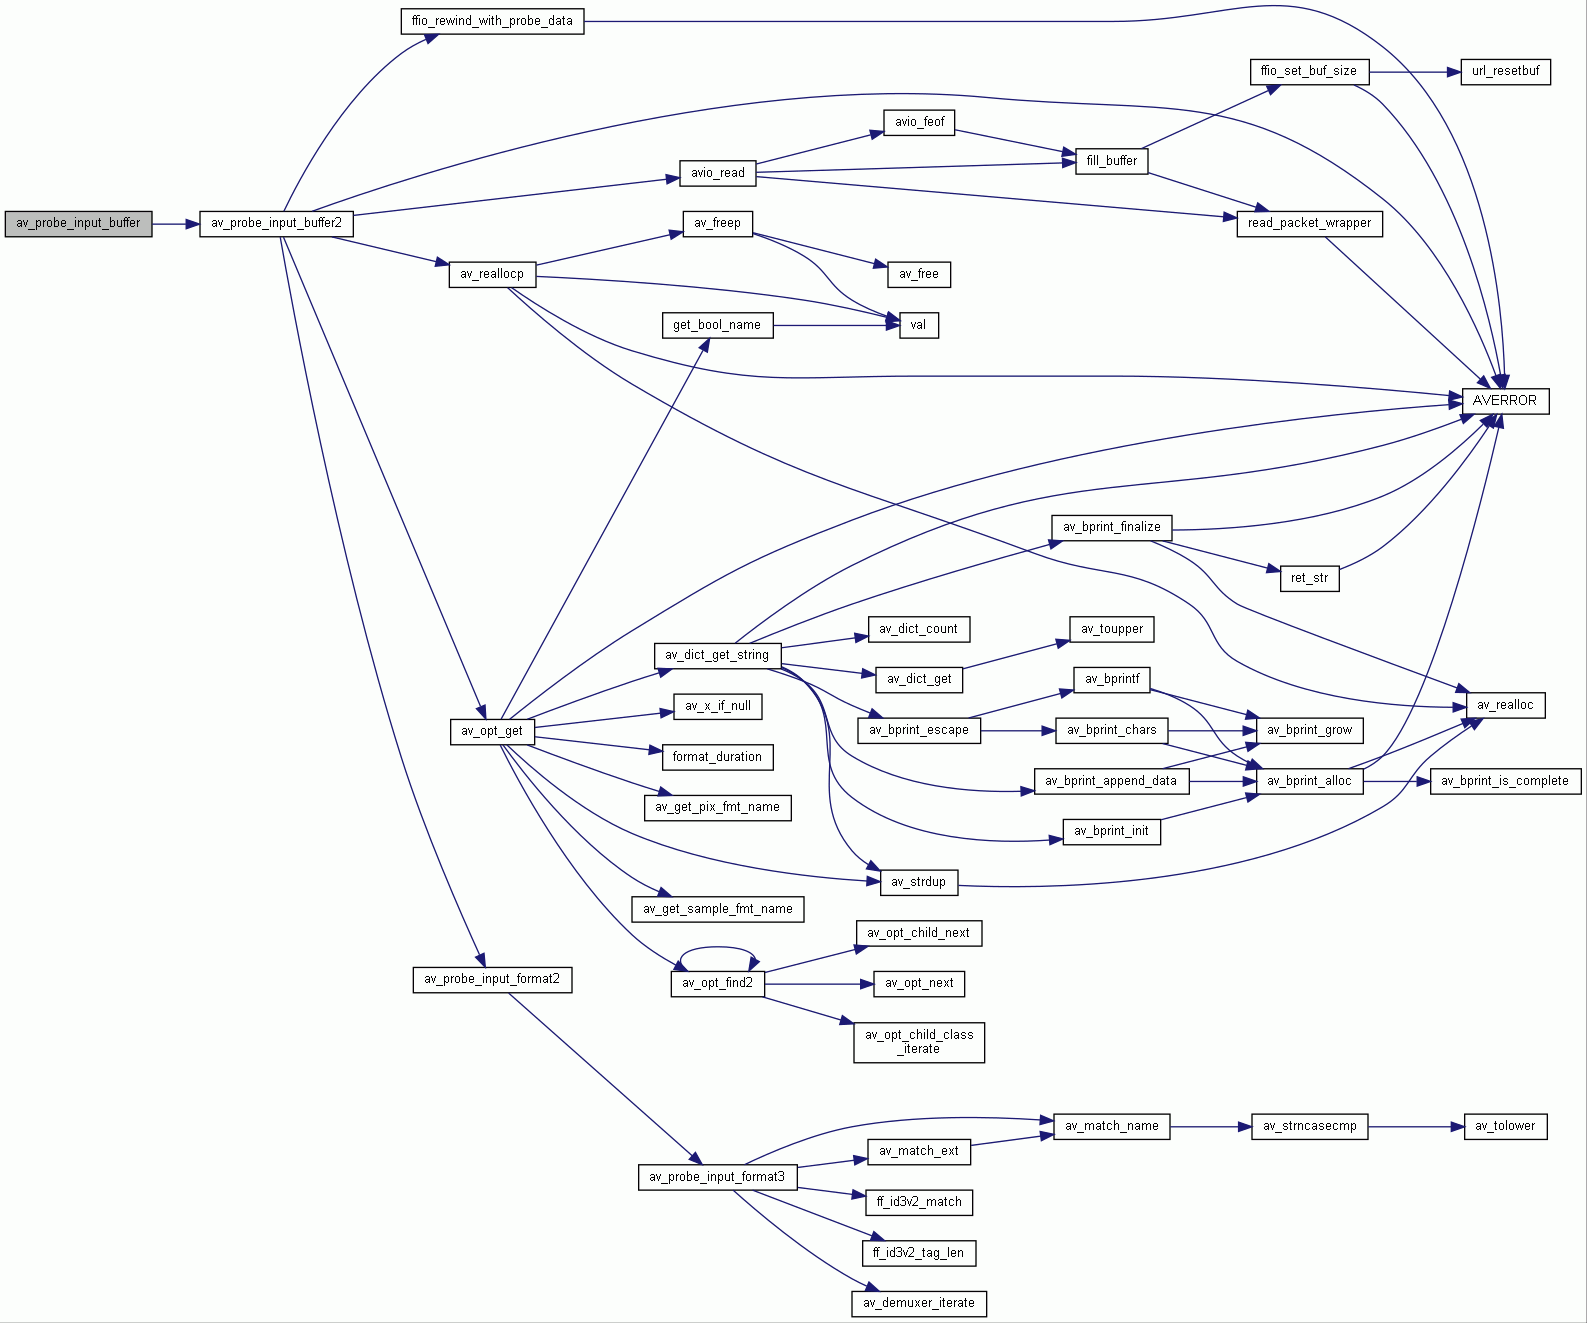 ffio_rewind_with_probe_data
ffio_set_buf_size
url_resetbuf
avio_feof
fill_buffer
avio_read
av_probe_input_buffer
av_probe_input_buffer2
av_freep
read_packet_wrapper
av_reallocp
av_free
get_bool_name
val
AVERROR
av_bprint_finalize
ret_str
av_dict_count
av_toupper
av_dict_get_string
av_dict_get
av_bprintf
av_x_if_null
av_realloc
av_opt_get
av_bprint_escape
av_bprint_chars
av_bprint_grow
format_duration
av_bprint_append_data
av_bprint_alloc
av_bprint_is_complete
av_get_pix_fmt_name
av_bprint_init
av_strdup
av_get_sample_fmt_name
av_opt_child_next
av_probe_input_format2
av_opt_find2
av_opt_next
av_opt_child_class
_iterate
av_match_name
av_strncasecmp
av_tolower
av_match_ext
av_probe_input_format3
ff_id3v2_match
ff_id3v2_tag_len
av_demuxer_iterate